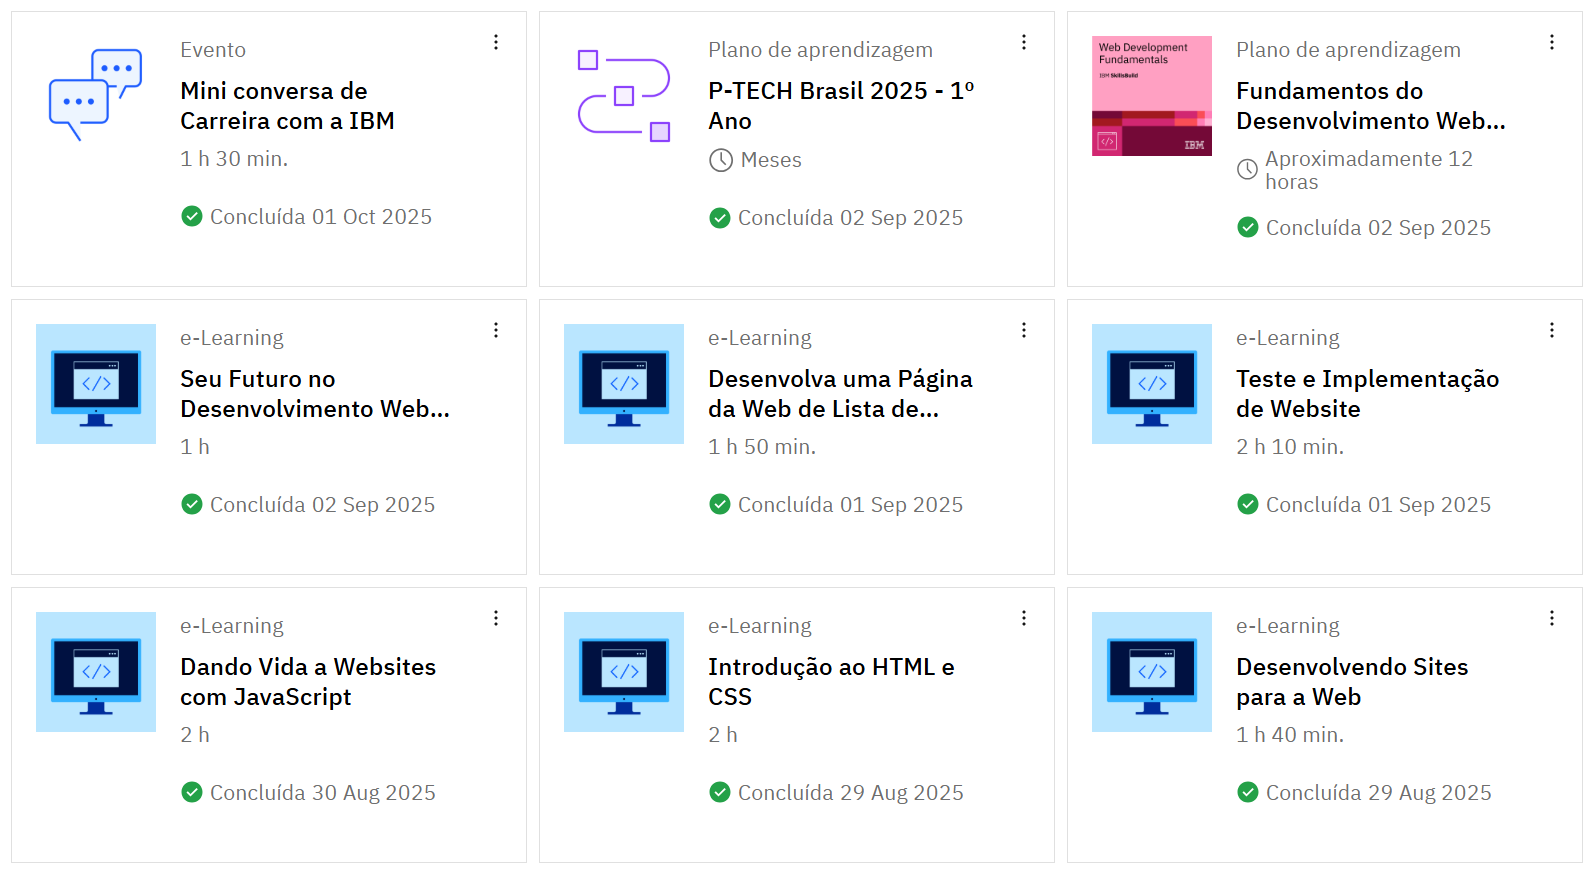 Evento
Mini conversa de
Carreira com a IBM
1 h 30 min.
Concluída 01 Oct 2025
Plano de aprendizagem
P-TECH Brasil 2025 - 1º
Ano
Meses
Concluída 02 Sep 2025
Web Development
Fundamentals
IBM SkillsBuild
</>
IBM
Plano de aprendizagem
Fundamentos do
Desenvolvimento Web...
Aproximadamente 12
horas
Concluída 02 Sep 2025
</>
e-Learning
Seu Futuro no
Desenvolvimento Web...
1 h
Concluída 02 Sep 2025
</>
e-Learning
Desenvolva uma Página
da Web de Lista de...
1 h 50 min.
Concluída 01 Sep 2025
</>
e-Learning
Teste e Implementação
de Website
2 h 10 min.
Concluída 01 Sep 2025
</>
e-Learning
Dando Vida a Websites
com JavaScript
2 h
Concluída 30 Aug 2025
</>
e-Learning
Introdução ao HTML e
CSS
2 h
Concluída 29 Aug 2025
</>
e-Learning
Desenvolvendo Sites
para a Web
1 h 40 min.
Concluída 29 Aug 2025